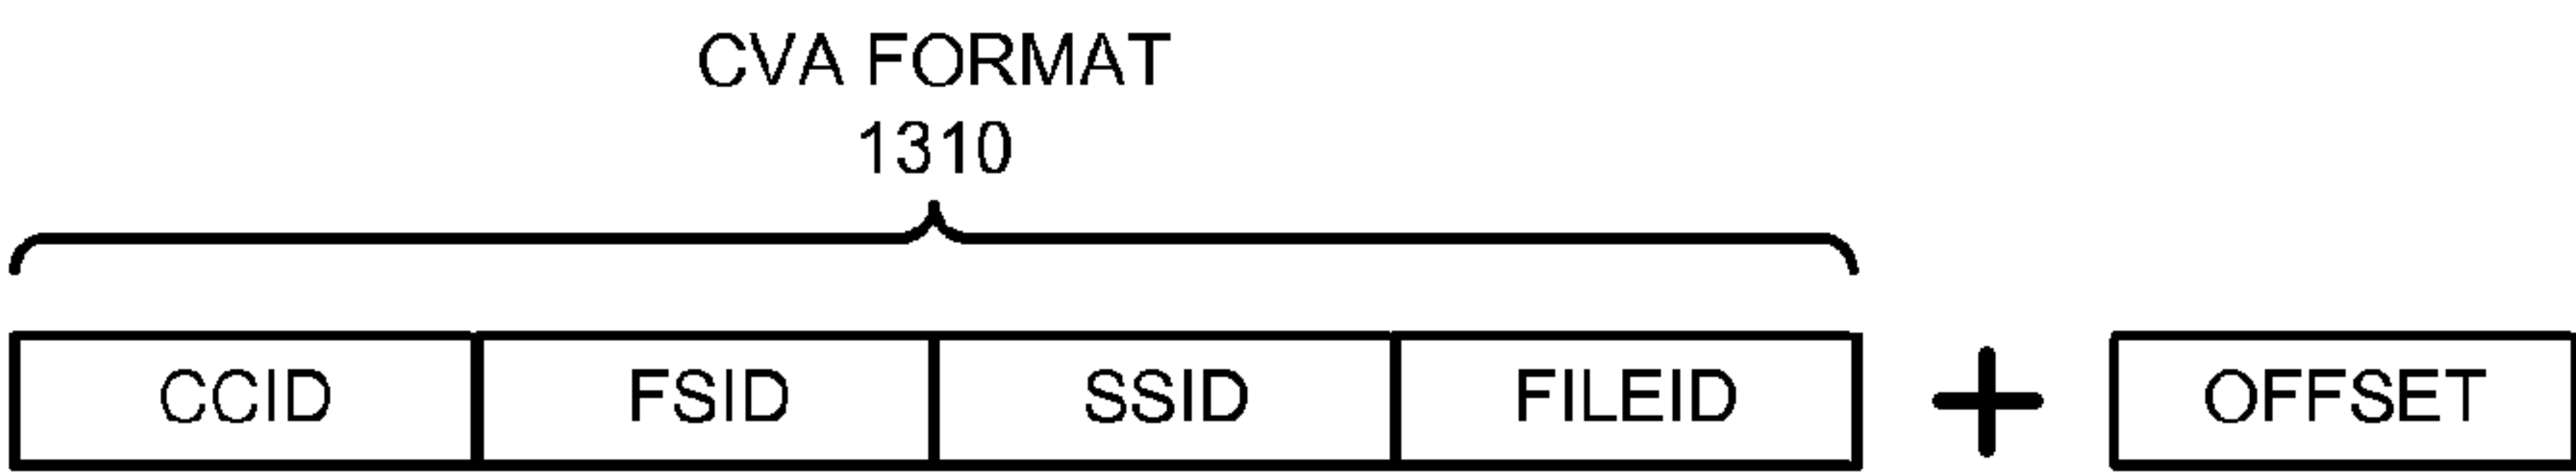 CVA FORMAT
1310
CCID FSID SSID FILEID + OFFSET